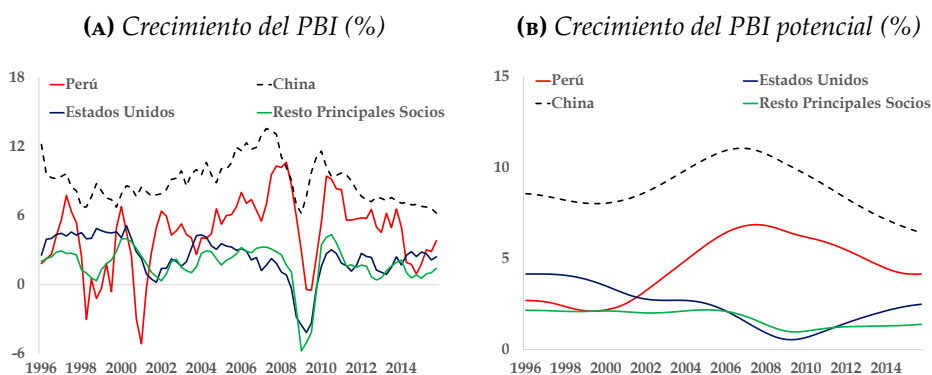 (A) Crecimiento del PBI (%)
18
12
6
0
-6
Perú
China
Estados Unidos
Resto Principales Socios
1996 1998 2000 2002 2004 2006 2008 2010 2012 2014
(B) Crecimiento del PBI potencial (%)
15
10
5
0
Perú
Estados Unidos
China
Resto Principales Socios
1996 1998 2000 2002 2004 2006 2008 2010 2012 2014